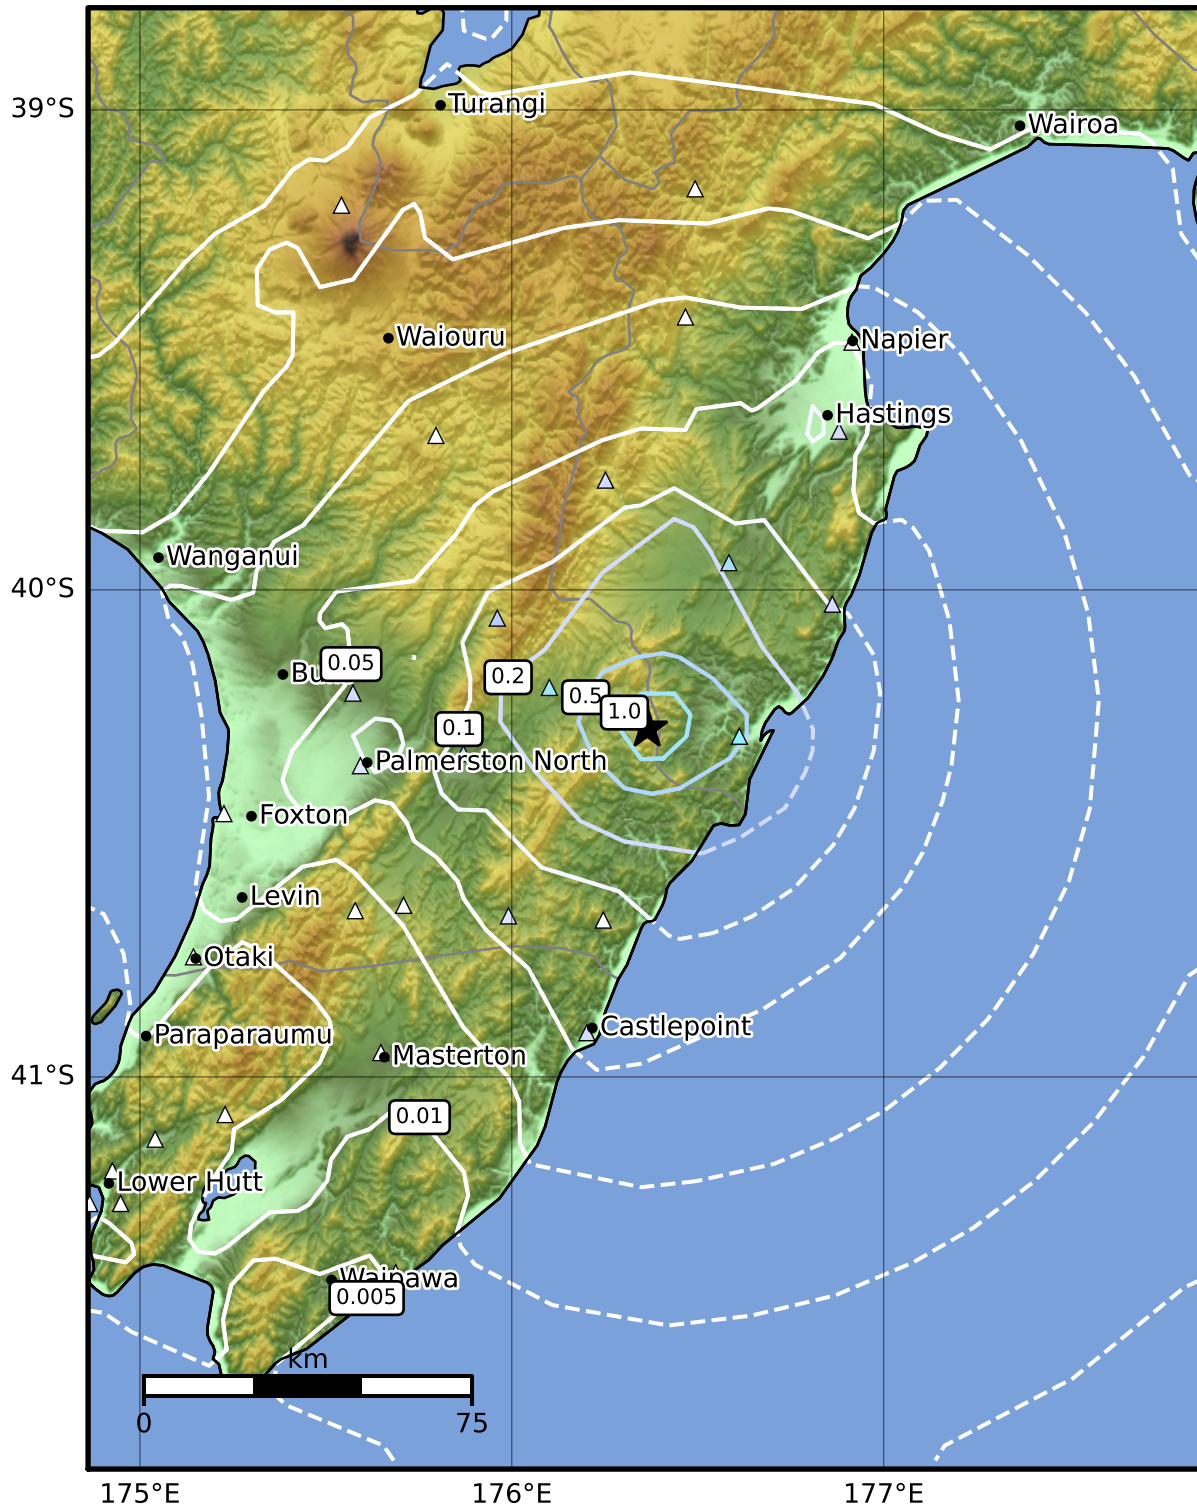 39°S
Turangi
Wairoa
Waiouru
Napier
Hastings
Wanganui
40°S
Bu
0.05
0.2
0.5
1.0
0.1
Palmerston North
Foxton
Levin
Otaki
Paraparaumu
Castlepoint
Masterton
41°S
0.01
Lower Hutt
Waipawa
0.005
km
0
75
175°E
176°E
177°E